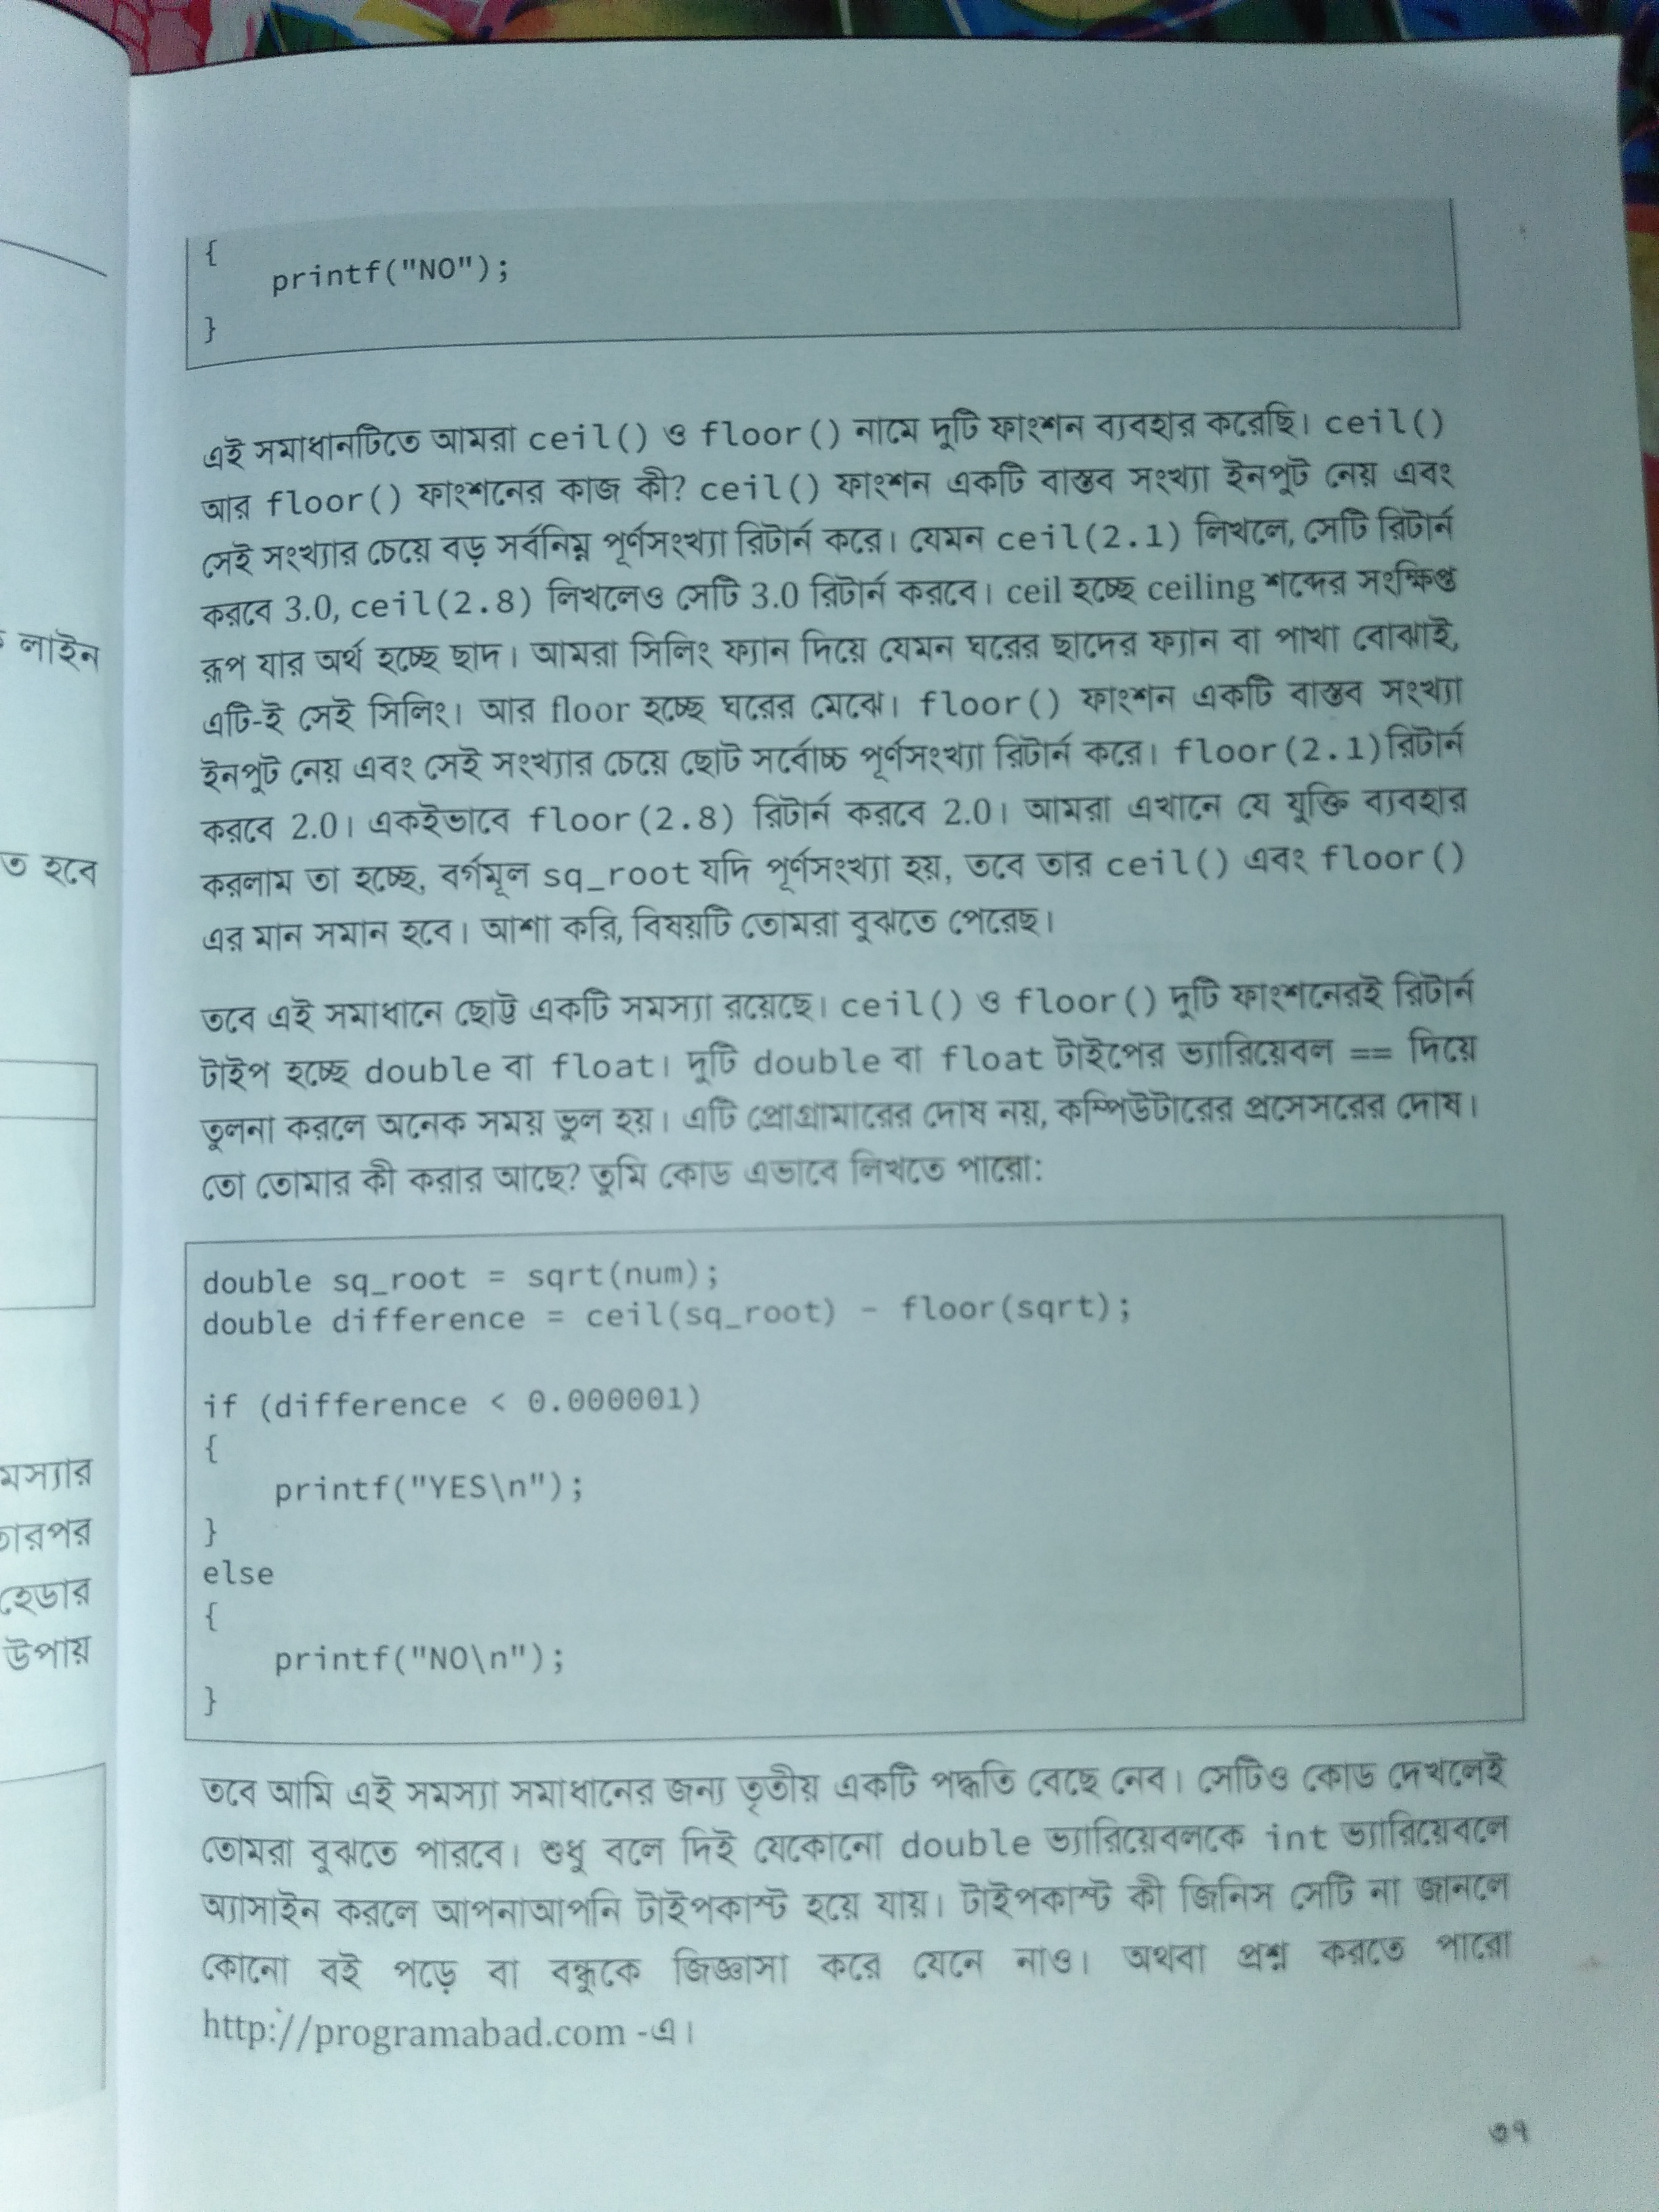 {
printf("NO");
}
এই সমাধানটিতে আমরা ceil() ও floor() নামে দুটি ফাংশন ব্যবহার করেছি। ceil()
আর floor() ফাংশনের কাজ কী? ceil() ফাংশন একটি বাস্তব সংখ্যা ইনপুট নেয় এবং
সেই সংখ্যার চেয়ে বড় সর্বনিম্ন পূর্ণসংখ্যা রিটার্ন করে। যেমন ceil(2.1) লিখলে, সেটি রিটার্ন
করবে 3.0, ceil(2.8) লিখলেও সেটি 3.0 রিটার্ন করবে। ceil হচ্ছে ceiling শব্দের সংক্ষিপ্ত
রূপ যার অর্থ হচ্ছে ছাদ। আমরা সিলিং ফ্যান দিয়ে যেমন ঘরের ছাদের ফ্যান বা পাখা বোঝাই,
এটি-ই সেই সিলিং। আর floor হচ্ছে ঘরের মেঝে। floor() ফাংশন একটি বাস্তব সংখ্যা
ইনপুট নেয় এবং সেই সংখ্যার চেয়ে ছোট সর্বোচ্চ পূর্ণসংখ্যা রিটার্ন করে। floor(2.1) রিটার্ন
করবে 2.0। একইভাবে floor(2.8) রিটার্ন করবে 2.0। আমরা এখানে যে যুক্তি ব্যবহার
করলাম তা হচ্ছে, বর্গমূল sq_root যদি পূর্ণসংখ্যা হয়, তবে তার ceil() এবং floor()
এর মান সমান হবে। আশা করি, বিষয়টি তোমরা বুঝতে পেরেছ।
তবে এই সমাধানে ছোট্ট একটি সমস্যা রয়েছে। ceil() ও floor() দুটি ফাংশনেরই রিটার্ন
টাইপ হচ্ছে double বা float। দুটি double বা float টাইপের ভ্যারিয়েবল == দিয়ে
তুলনা করলে অনেক সময় ভুল হয়। এটি প্রোগ্রামারের দোষ নয়, কম্পিউটারের প্রসেসরের দোষ।
তো তোমার কী করার আছে? তুমি কোড এভাবে লিখতে পারো:
double sq_root = sqrt(num);
double difference = ceil(sq_root) - floor(sqrt);
if (difference < 0.000001)
{
printf("YES\n");
}
else
{
printf("NO\n");
}
তবে আমি এই সমস্যা সমাধানের জন্য তৃতীয় একটি পদ্ধতি বেছে নেব। সেটিও কোড দেখলেই
তোমরা বুঝতে পারবে। শুধু বলে দিই যেকোনো double ভ্যারিয়েবলকে int ভ্যারিয়েবলে
অ্যাসাইন করলে আপনাআপনি টাইপকাস্ট হয়ে যায়। টাইপকাস্ট কী জিনিস সেটি না জানলে
কোনো বই পড়ে বা বন্ধুকে জিজ্ঞাসা করে যেনে নাও। অথবা প্রশ্ন করতে পারো
http://programabad.com -এ।
৩৭
লাইন
ত হবে
মস্যার
তারপর
হেডার
উপায়